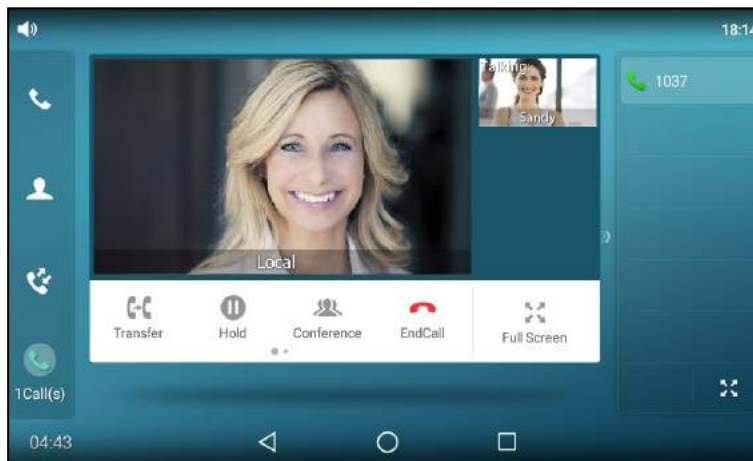 18:14
Talking:
Sandy
1037
Local
Transfer
Hold
Conference
EndCall
Full Screen
1Call(s)
04:43